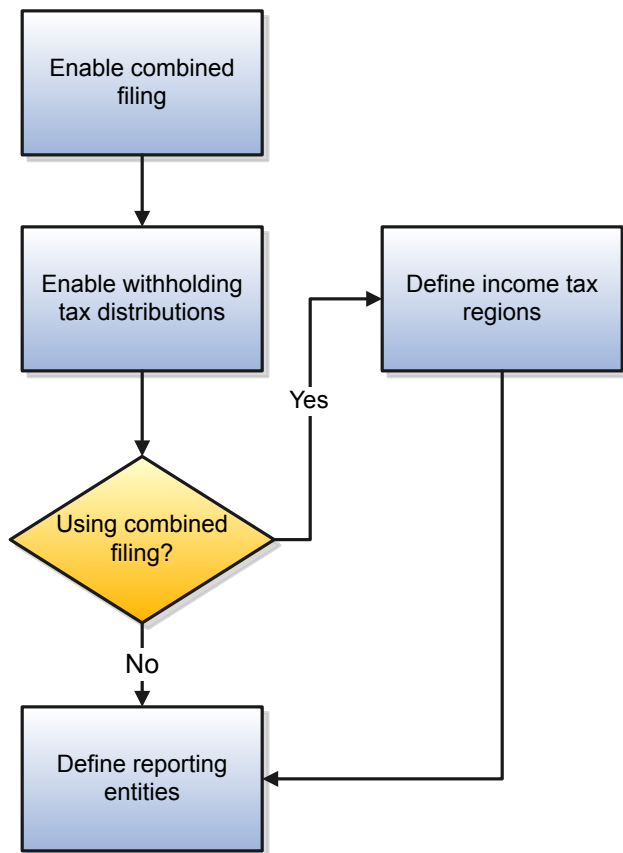 Enable combined
filing
Enable withholding
tax distributions
Define income tax
regions
Yes
Using combined
filing?
No
Define reporting
entities